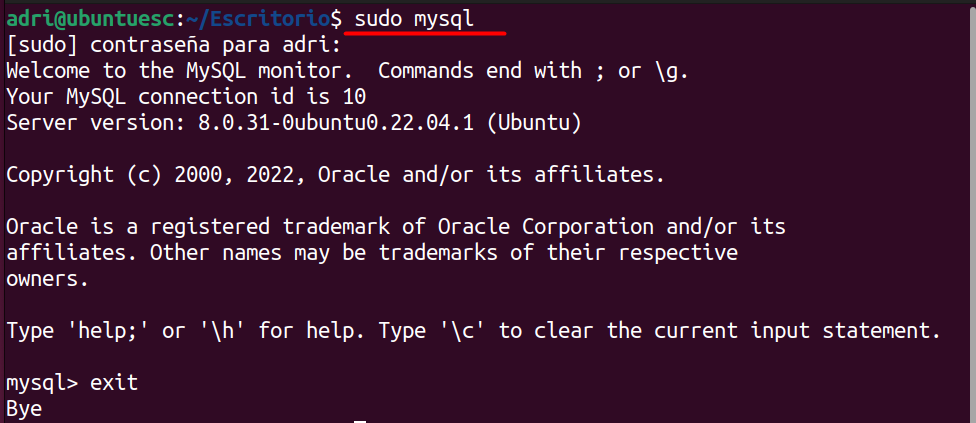 adri@ubuntuesc:~/Escritorio$ sudo mysql
[sudo] contraseña para adri:
Welcome to the MySQL monitor.  Commands end with ; or \g.
Your MySQL connection id is 10
Server version: 8.0.31-0ubuntu0.22.04.1 (Ubuntu)

Copyright (c) 2000, 2022, Oracle and/or its affiliates.

Oracle is a registered trademark of Oracle Corporation and/or its
affiliates. Other names may be trademarks of their respective
owners.

Type 'help;' or '\h' for help. Type '\c' to clear the current input statement.

mysql> exit
Bye